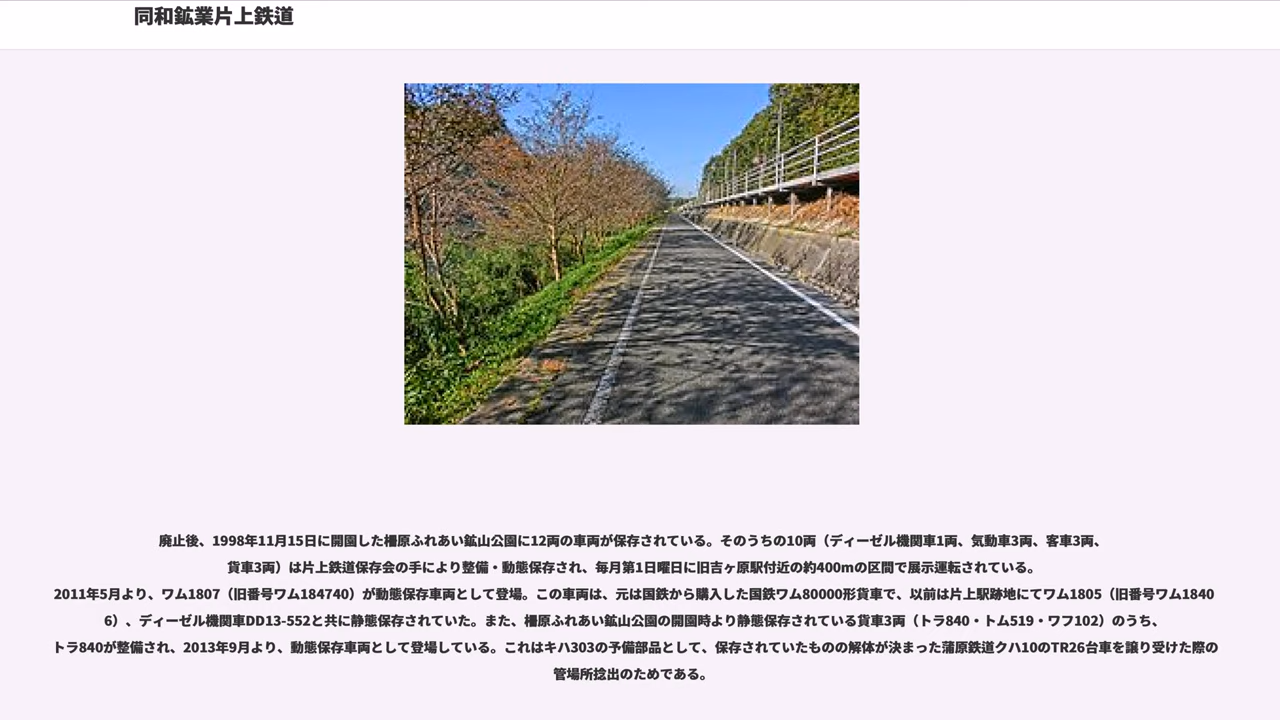 同和鉱業片上鉄道
廃止後、1998年11月15日に開園した柵原ふれあい鉱山公園に12両の車両が保存されている。そのうちの10両（ディーゼル機関車1両、気動車3両、客車3両、
貨車3両）は片上鉄道保存会の手により整備・動態保存され、毎月第1日曜日に旧吉ヶ原駅付近の約400mの区間で展示運転されている。
2011年5月より、ワム1807（旧番号ワム184740）が動態保存車両として登場。この車両は、元は国鉄から購入した国鉄ワム80000形貨車で、以前は片上駅跡地にてワム1805（旧番号ワム1840
6）、ディーゼル機関車DD13-552と共に静態保存されていた。また、柵原ふれあい鉱山公園の開園時より静態保存されている貨車3両（トラ840・トム519・ワフ102）のうち、
トラ840が整備され、2013年9月より、動態保存車両として登場している。これはキハ303の予備部品として、保存されていたものの解体が決まった蒲原鉄道クハ10のTR26台車を譲り受けた際の
管場所捻出のためである。